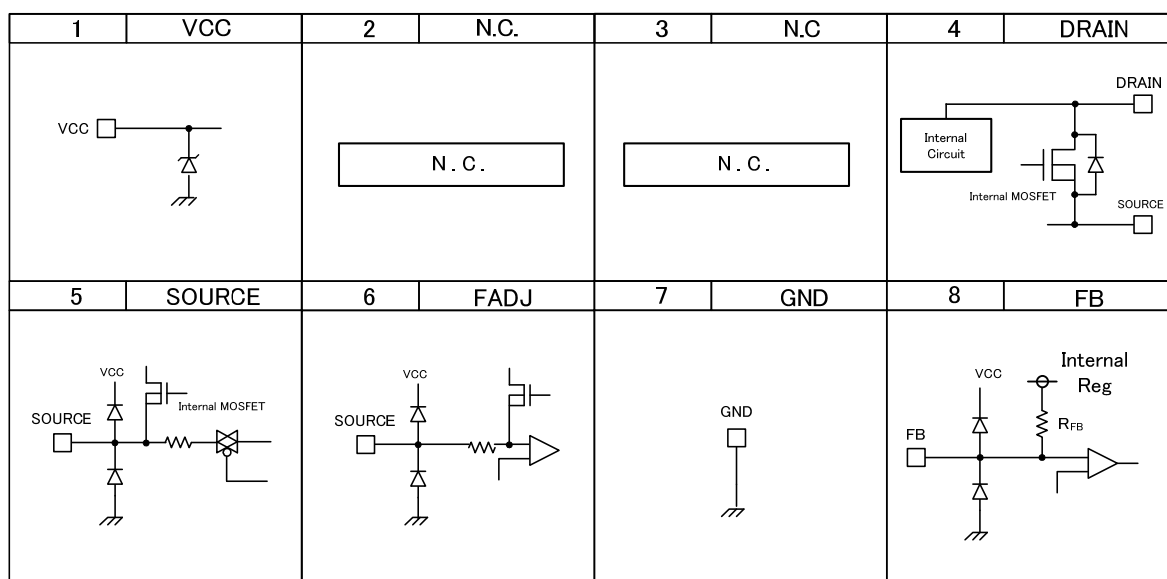 1 VCC 2 N.C. 3 N.C 4 DRAIN
VCC
N.C.
N.C.
DRAIN
Internal
Circuit
Internal MOSFET
SOURCE
5 SOURCE 6 FADJ 7 GND 8 FB
VCC
SOURCE
Internal MOSFET
VCC
SOURCE
GND
Internal
Reg
VCC
RFB
FB